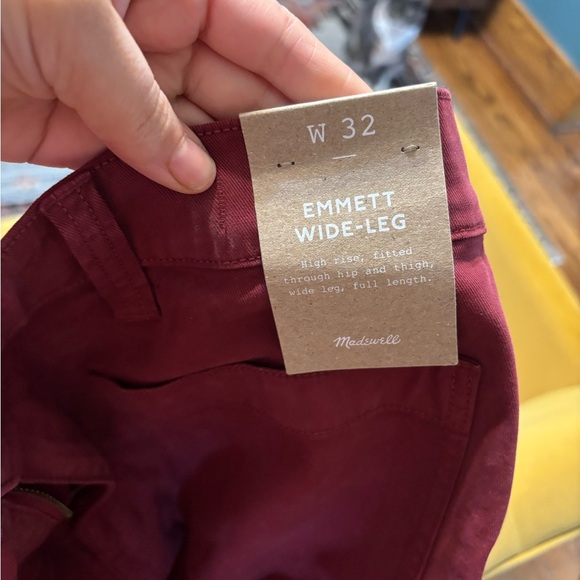 W 32
EMMETT
WIDE-LEG
High rise, fitted
through hip and thigh,
wide leg, full length.
Madewell